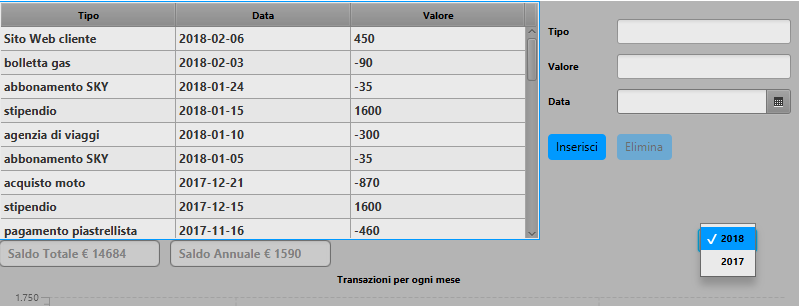 Tipo Data Valore
Sito Web cliente 2018-02-06 450
bolletta gas 2018-02-03 -90
abbonamento SKY 2018-01-24 -35
stipendio 2018-01-15 1600
agenzia di viaggi 2018-01-10 -300
abbonamento SKY 2018-01-05 -35
acquisto moto 2017-12-21 -870
stipendio 2017-12-15 1600
pagamento piastrellista 2017-11-16 -460
Tipo
Valore
Data
Inserisci Elimina
Saldo Totale € 14684 Saldo Annuale € 1590
2018
2017
Transazioni per ogni mese
1.750